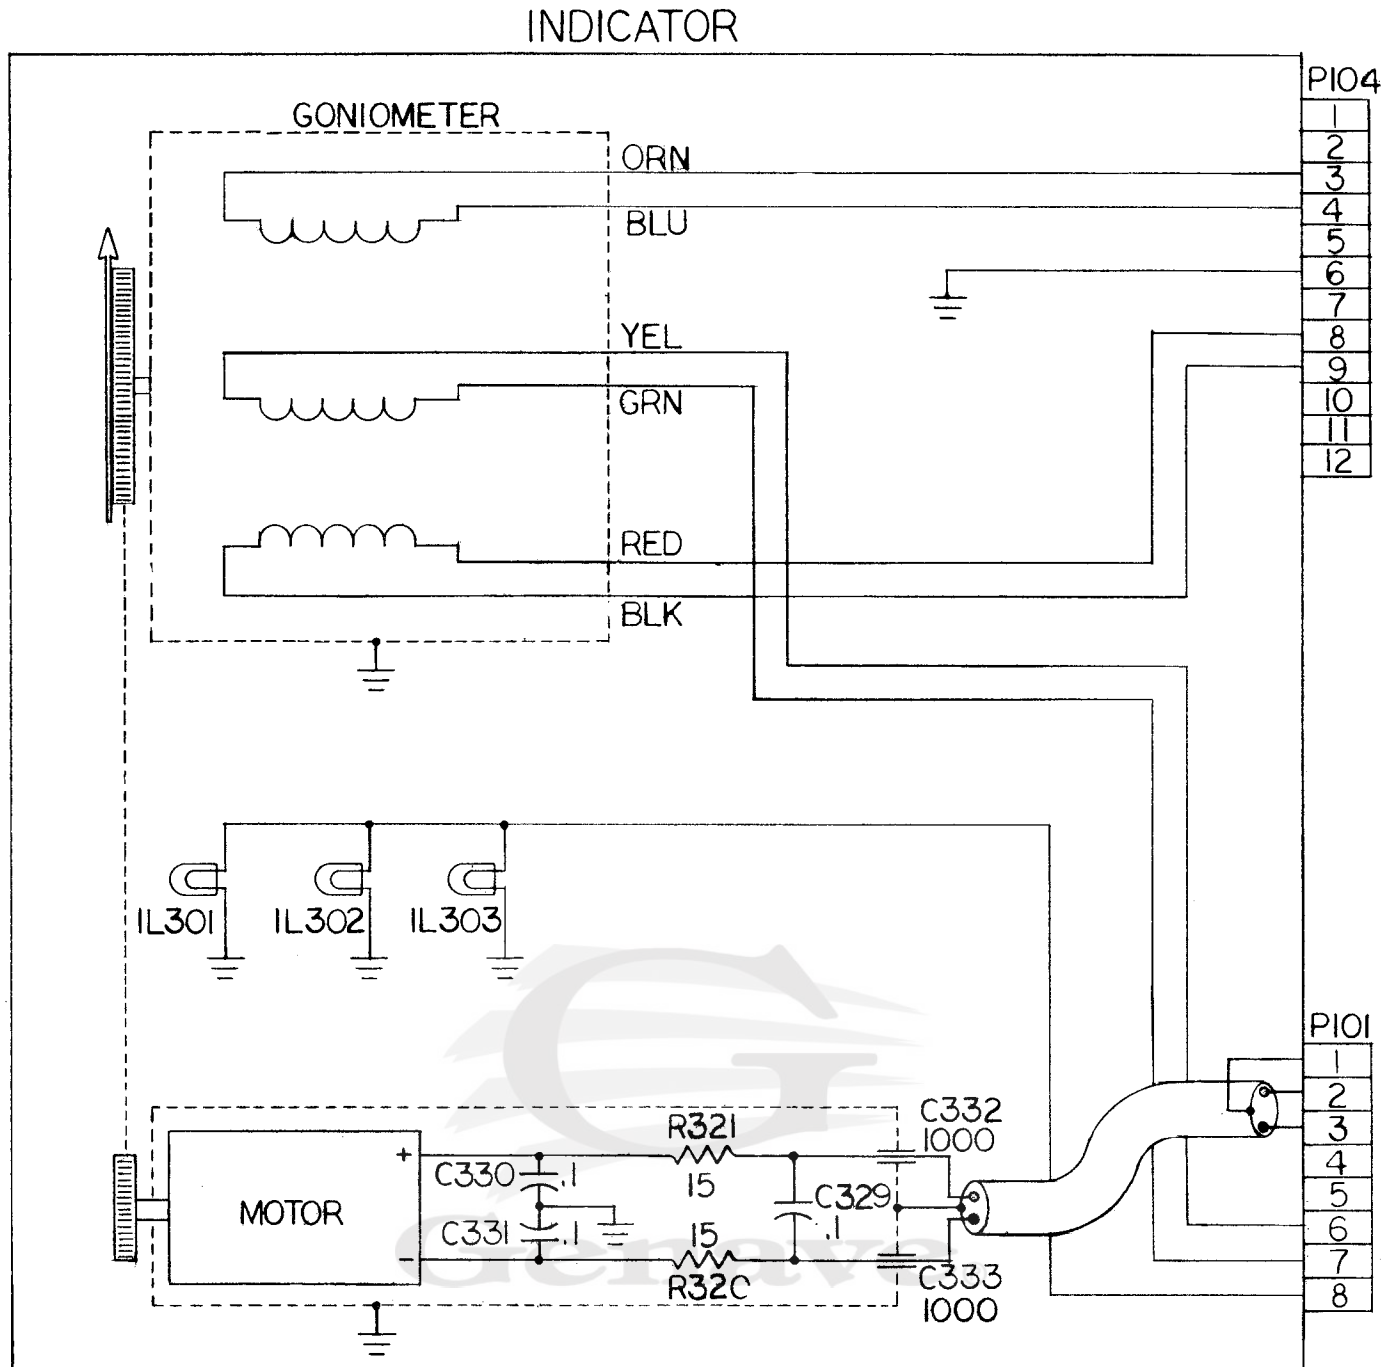 INDICATOR
P104
GONIOMETER
1
2
3
4
5
6
7
8
9
10
11
12
ORN
BLU
YEL
GRN
RED
BLK
IL301
IL302
IL303
P101
1
2
3
4
5
6
7
8
MOTOR
+
-
C330 .1
C331 .1
R321
15
15
R320
C329
.1
C332
1000
C333
1000
Genave